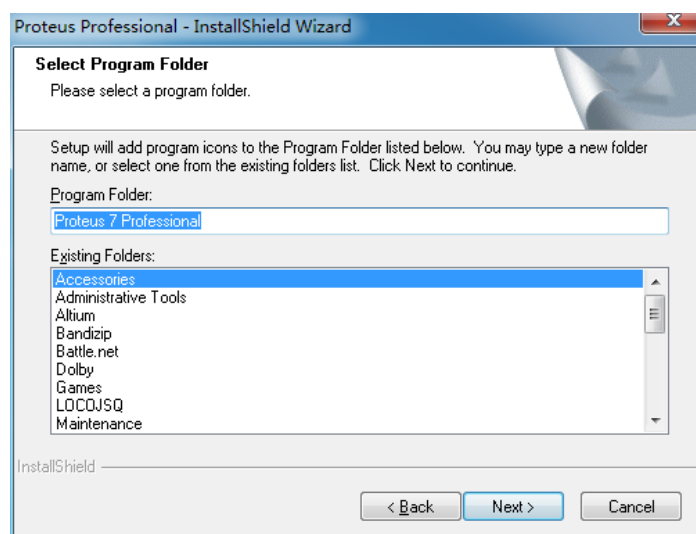 Proteus Professional - InstallShield Wizard
Select Program Folder
Please select a program folder.
Setup will add program icons to the Program Folder listed below. You may type a new folder
name, or select one from the existing folders list. Click Next to continue.
Program Folder:
Proteus 7 Professional
Existing Folders:
Accessories
Administrative Tools
Altium
Bandizip
Battle.net
Dolby
Games
LOCOJSQ
Maintenance
InstallShield
< Back
Next >
Cancel